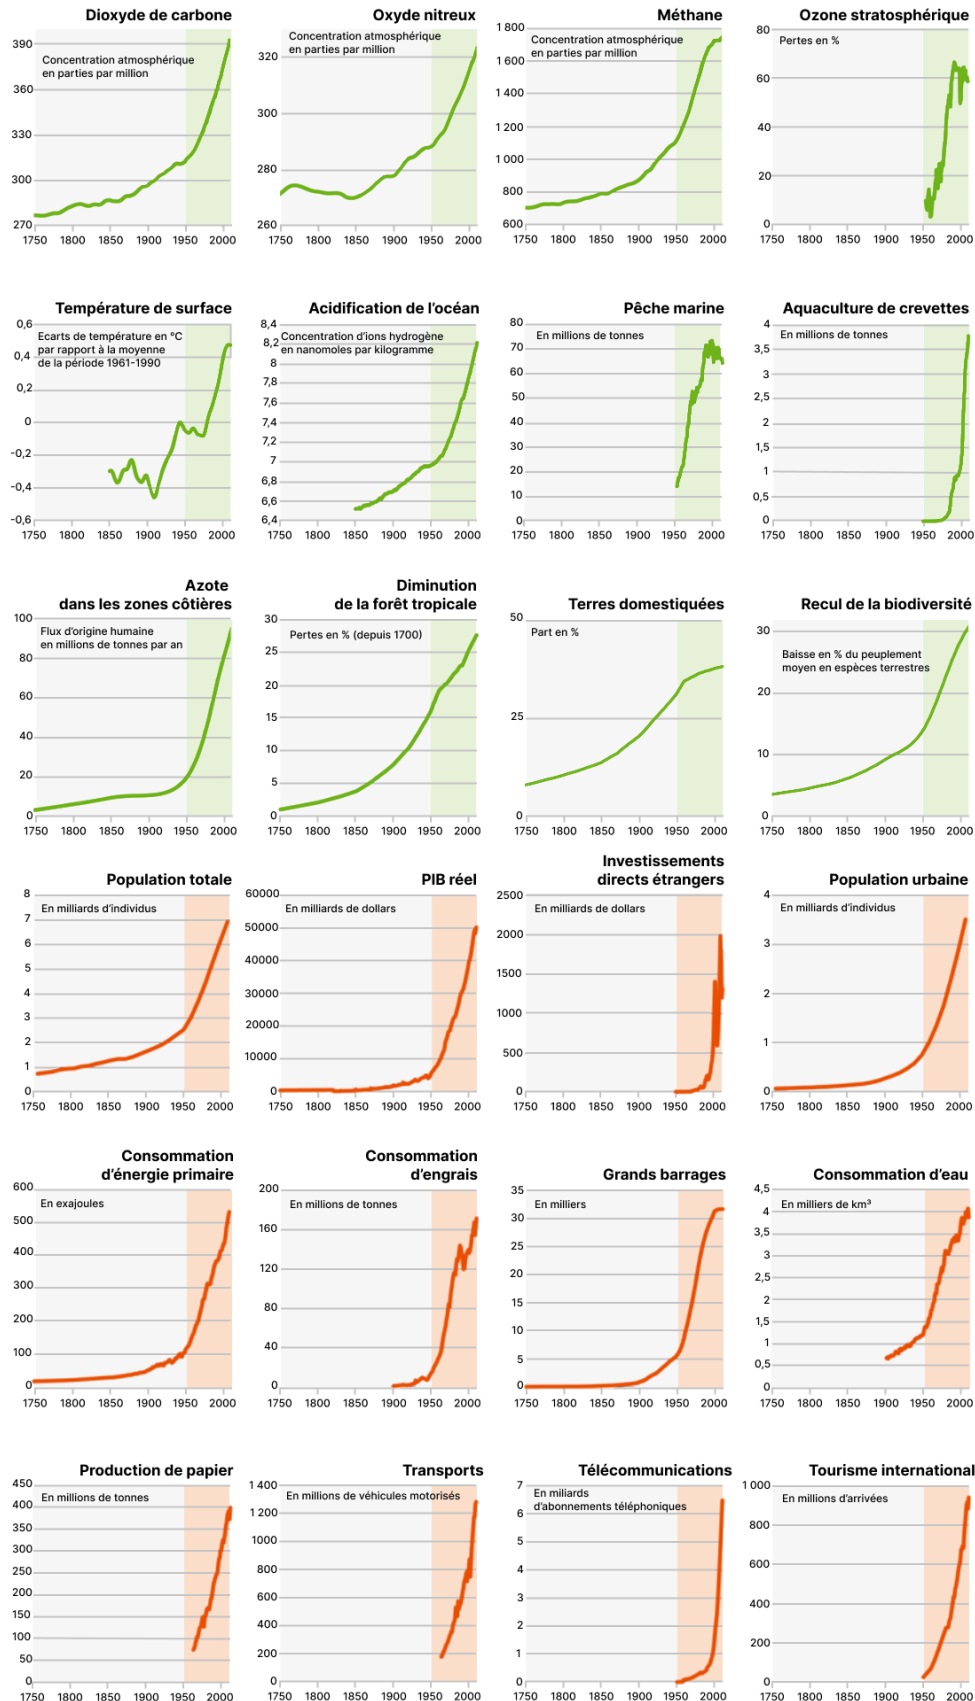 Dioxyde de carbone
Concentration atmosphérique
en parties par million
390
360
330
300
270
1750 1800 1850 1900 1950 2000
Oxyde nitreux
Concentration atmosphérique
en parties par million
320
300
280
260
1750 1800 1850 1900 1950 2000
Méthane
Concentration atmosphérique
en parties par million
1 800
1 600
1 400
1 200
1 000
800
600
1750 1800 1850 1900 1950 2000
Ozone stratosphérique
Pertes en %
80
60
40
20
0
1750 1800 1850 1900 1950 2000
Température de surface
Ecarts de température en °C
par rapport à la moyenne
de la période 1961-1990
0,6
0,4
0,2
0
-0,2
-0,4
-0,6
1750 1800 1850 1900 1950 2000
Acidification de l'océan
Concentration d'ions hydrogène
en nanomoles par kilogramme
8,4
8,2
8
7,8
7,6
7,4
7,2
7
6,8
6,6
6,4
1750 1800 1850 1900 1950 2000
Pêche marine
En millions de tonnes
80
70
60
50
40
30
20
10
0
1750 1800 1850 1900 1950 2000
Aquaculture de crevettes
En millions de tonnes
4
3,5
3
2,5
2
1,5
1
0,5
0
1750 1800 1850 1900 1950 2000
Azote
dans les zones côtières
Flux d'origine humaine
en millions de tonnes par an
100
80
60
40
20
0
1750 1800 1850 1900 1950 2000
Diminution
de la forêt tropicale
Pertes en % (depuis 1700)
30
25
20
15
10
5
0
1750 1800 1850 1900 1950 2000
Terres domestiquées
Part en %
50
25
0
1750 1800 1850 1900 1950 2000
Recul de la biodiversité
Baisse en % du peuplement
moyen en espèces terrestres
30
20
10
0
1750 1800 1850 1900 1950 2000
Population totale
En milliards d'individus
8
7
6
5
4
3
2
1
0
1750 1800 1850 1900 1950 2000
PIB réel
En milliards de dollars
60000
50000
40000
30000
20000
10000
0
1750 1800 1850 1900 1950 2000
Investissements
directs étrangers
En milliards de dollars
2500
2000
1500
1000
500
0
1750 1800 1850 1900 1950 2000
Population urbaine
En milliards d'individus
4
3
2
1
0
1750 1800 1850 1900 1950 2000
Consommation
d'énergie primaire
En exajoules
600
500
400
300
200
100
0
1750 1800 1850 1900 1950 2000
Consommation
d'engrais
En millions de tonnes
200
160
120
80
40
0
1750 1800 1850 1900 1950 2000
Grands barrages
En milliers
35
30
25
20
15
10
5
0
1750 1800 1850 1900 1950 2000
Consommation d'eau
En milliers de km³
4,5
4
3,5
3
2,5
2
1,5
1
0,5
0
1750 1800 1850 1900 1950 2000
Production de papier
En millions de tonnes
450
400
350
300
250
200
150
100
50
0
1750 1800 1850 1900 1950 2000
Transports
En millions de véhicules motorisés
1 400
1 200
1 000
800
600
400
200
0
1750 1800 1850 1900 1950 2000
Télécommunications
En miliards
d'abonnements téléphoniques
7
6
5
4
3
2
1
0
1750 1800 1850 1900 1950 2000
Tourisme international
En millions d'arrivées
1 000
800
600
400
200
0
1750 1800 1850 1900 1950 2000